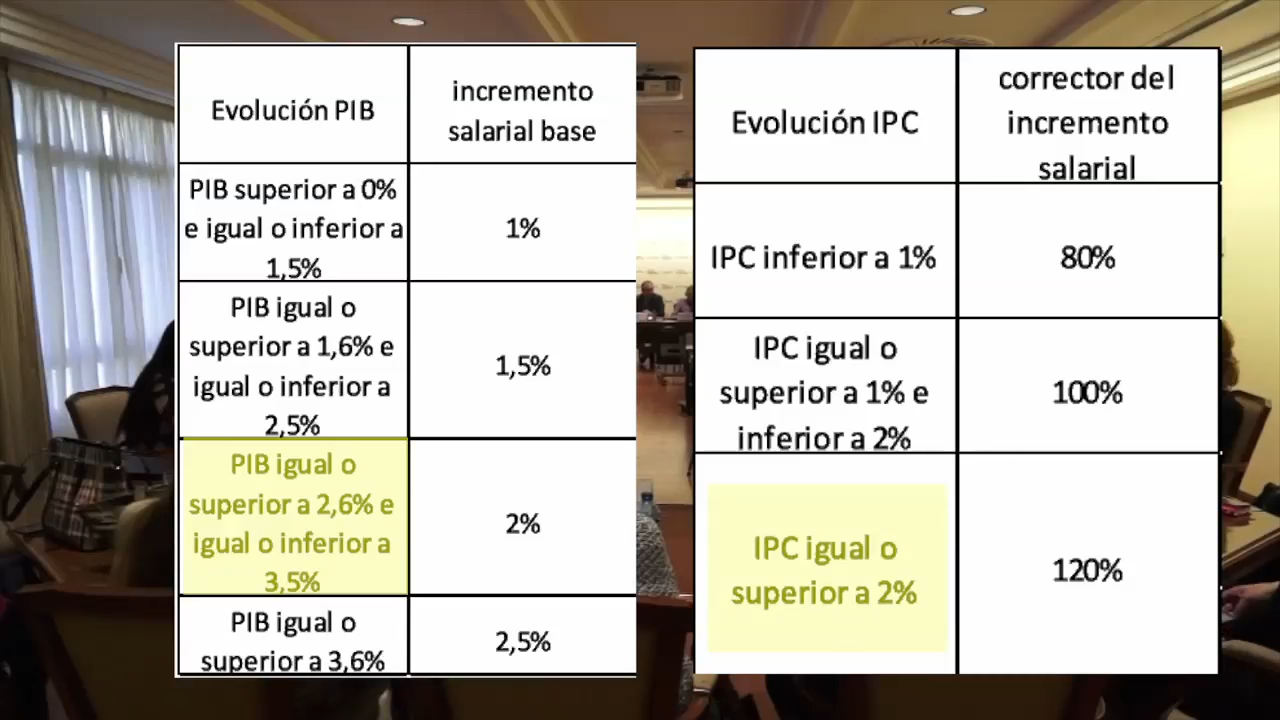 Evolución PIB
incremento
salarial base
PIB superior a 0%
e igual o inferior a
1,5%
1%
PIB igual o
superior a 1,6% e
igual o inferior a
2,5%
1,5%
PIB igual o
superior a 2,6% e
igual o inferior a
3,5%
2%
PIB igual o
superior a 3,6%
2,5%
Evolución IPC
corrector del
incremento
salarial
IPC inferior a 1%
80%
IPC igual o
superior a 1% e
inferior a 2%
100%
IPC igual o
superior a 2%
120%